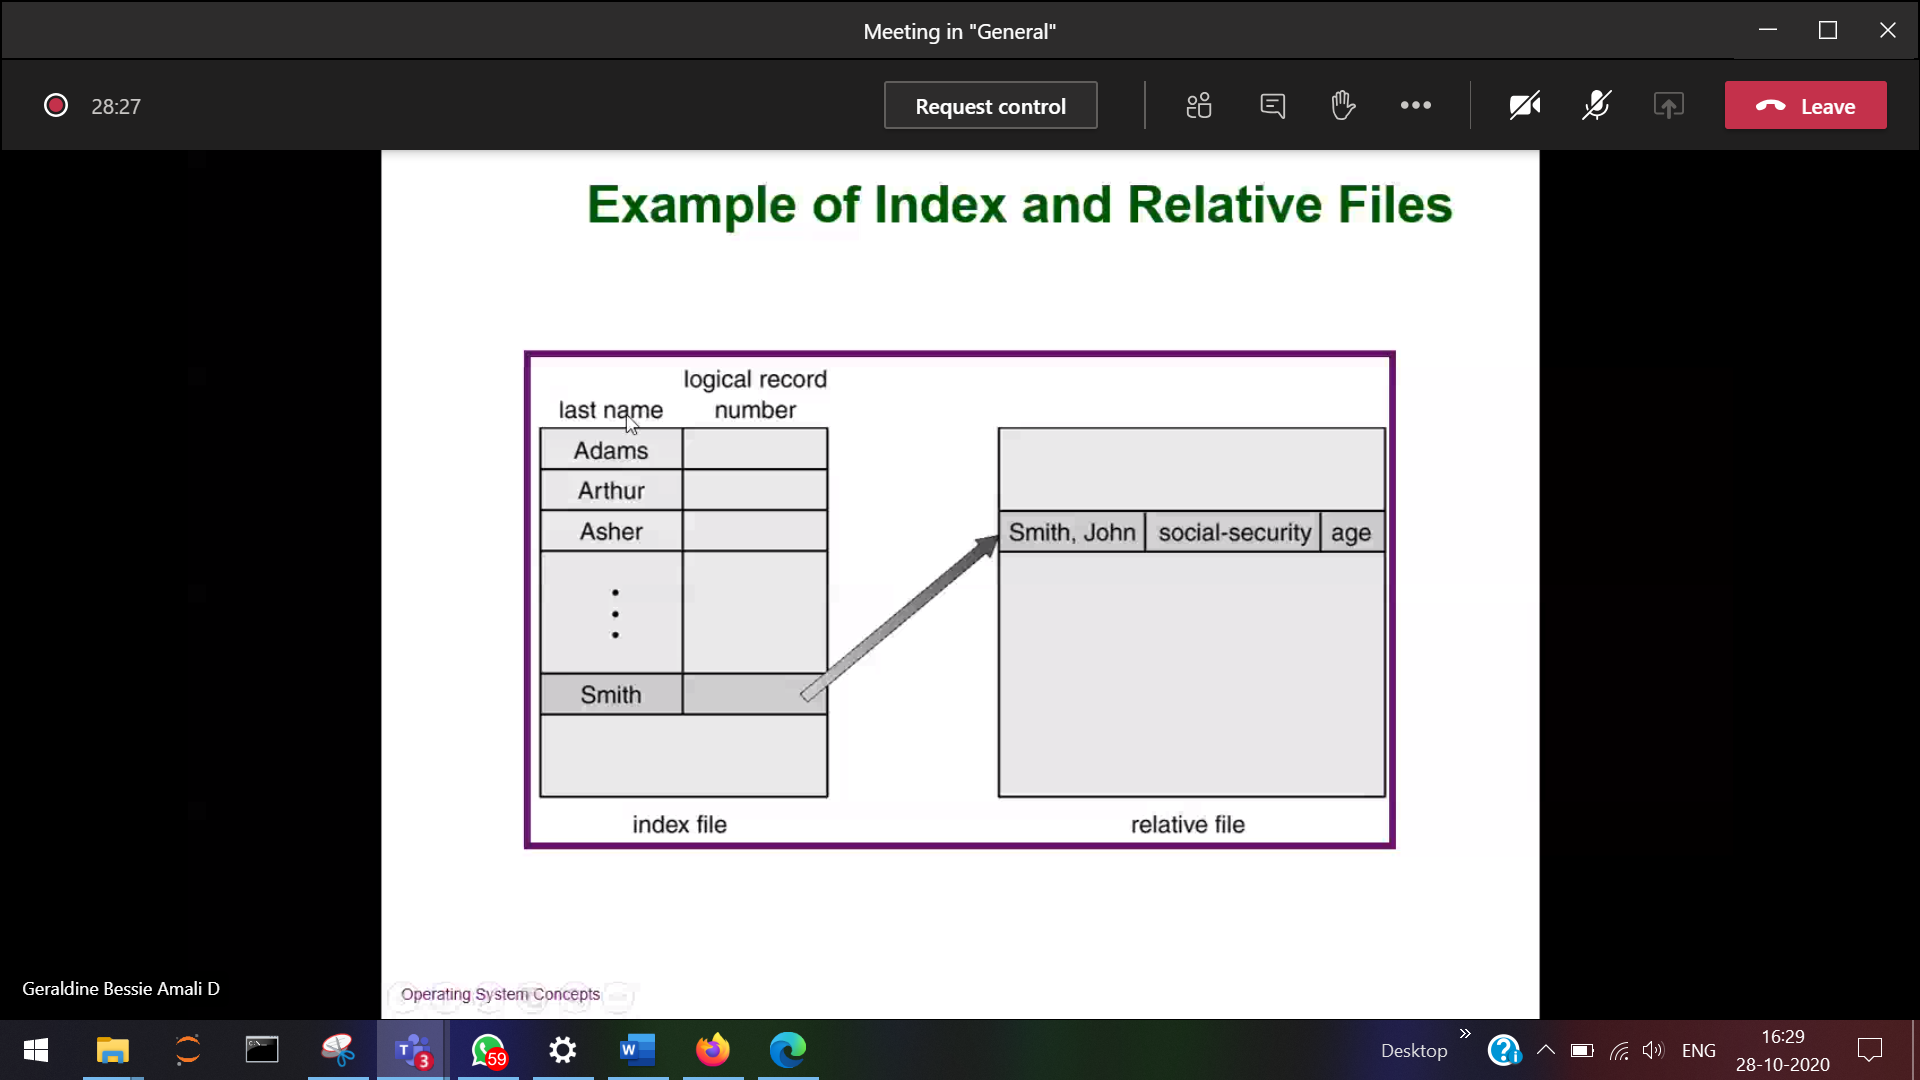 Meeting in "General"
28:27
Request control
Leave
Example of Index and Relative Files
logical record
last name number
Adams
Arthur
Asher
Smith, John social-security age
Smith
index file
relative file
Geraldine Bessie Amali D
Operating System Concepts
T 3
59
W
Desktop
ENG
16:29
28-10-2020